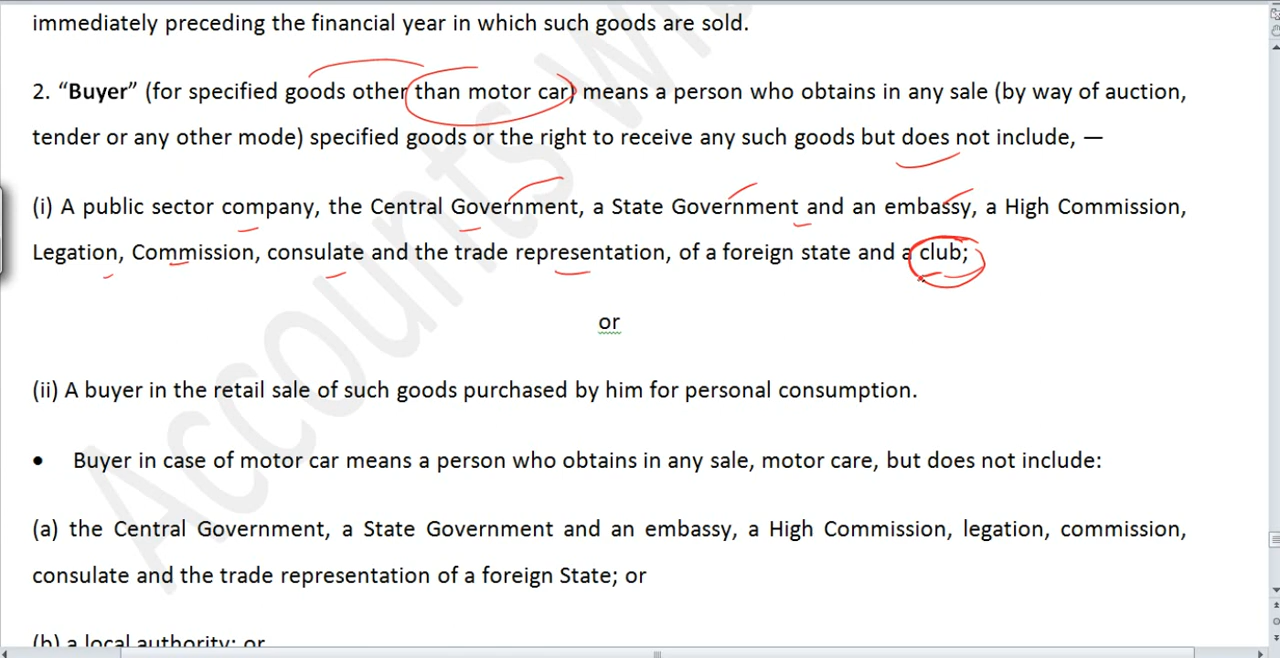 immediately preceding the financial year in which such goods are sold.
2. “Buyer” (for specified goods other than motor car) means a person who obtains in any sale (by way of auction,
tender or any other mode) specified goods or the right to receive any such goods but does not include, —
(i) A public sector company, the Central Government, a State Government and an embassy, a High Commission,
Legation, Commission, consulate and the trade representation, of a foreign state and a club;
or
(ii) A buyer in the retail sale of such goods purchased by him for personal consumption.
• Buyer in case of motor car means a person who obtains in any sale, motor care, but does not include:
(a) the Central Government, a State Government and an embassy, a High Commission, legation, commission,
consulate and the trade representation of a foreign State; or
(b) a local authority; or
Accounts